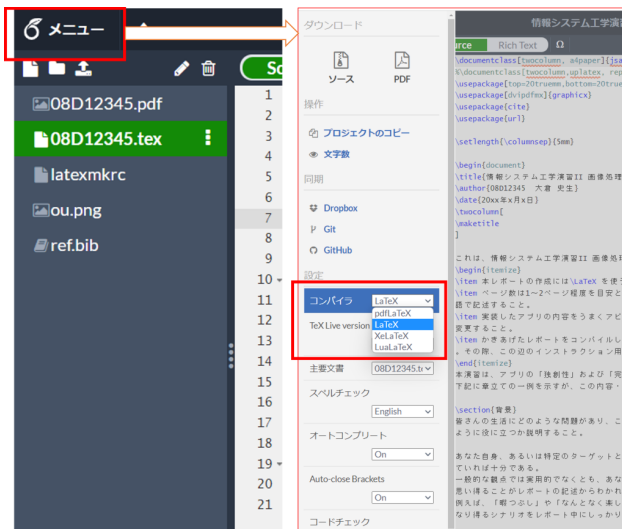 メニュー
Sc
08D12345.pdf
08D12345.tex
latexmkrc
ou.png
ref.bib
1
2
3
4
5
6
7
8
9
10
11
12
13
14
15
16
17
18
19
20
21
ダウンロード
ソース
PDF
操作
プロジェクトのコピー
文字数
同期
Dropbox
Git
GitHub
設定
コンパイラ LaTeX
pdfLaTeX
LaTeX
XeLaTeX
LuaLaTeX
TeX Live version
主要文書 08D12345.te
スペルチェック
English
オートコンプリート
On
Auto-close Brackets
On
コードチェック
情報システム工学演習
urce Rich Text Ω
\documentclass[twocolumn, a4paper]{jsa
%\documentclass[twocolumn,uplatex, rep
\usepackage[top=20truemm,bottom=20true
\usepackage[dvipdfmx]{graphicx}
\usepackage{cite}
\usepackage{url}
\setlength{\columnsep}{5mm}
\begin{document}
\title{情報システム工学演習II 画像処理
\author{08D12345 大倉 史生}
\date{20xx年x月x日}
\twocolumn[
\maketitle
]
これは、情報システム工学演習II 画像処
\begin{itemize}
\item 本レポートの作成には\LaTeX を使う
\item ページ数は1−2ページ程度を目安と
語で記述すること。
\item 実装したアプリの内容をうまくアピ
変更すること。
\item かきあげたレポートをコンパイルし
。その際、この辺のインストラクション用
\end{itemize}
本演習は、アプリの「独創性」および「完
下記に章立ての一例を示すが、この内容・
\section{背景}
皆さんの生活にどのような問題があり、こ
ように役に立つか説明すること。
あなた自身、あるいは特定のターゲットと
ていれば十分である。
一般的な観点では実用的でなくとも、あな
思い得ることがレポートの記述からわかれ
例えば、「暇つぶし」や「なんとなく楽し
なり得るシナリオをレポート中にしっかり